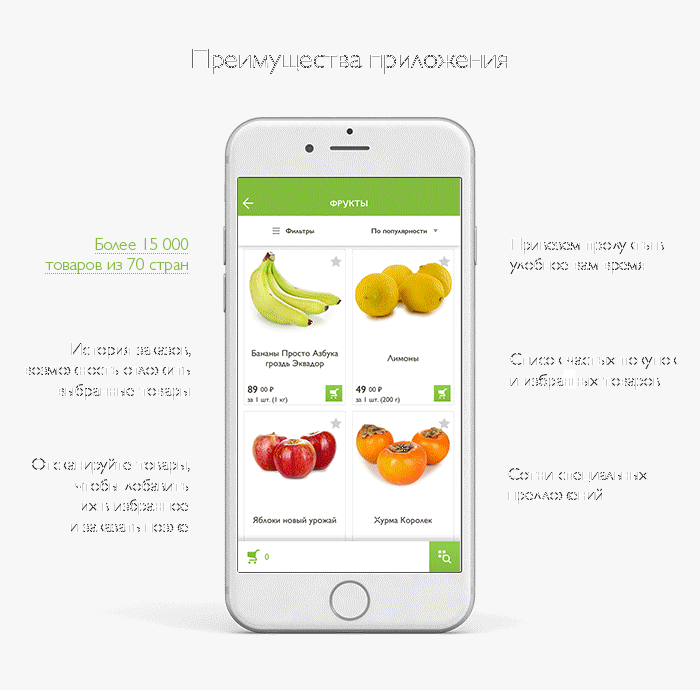 Преимущества приложения
Более 15 000
товаров из 70 стран
История заказов,
возможность отложить
выбранные товары
Отсканируйте товары,
чтобы добавить
их в избранное
и заказать позже
ФРУКТЫ
Фильтры
По популярности
Бананы Просто Азбука
гроздь Эквадор
89 00 ₽
за 1 шт. (1 кг)
Лимоны
49 00 ₽
за 1 шт. (200 г)
Яблоки новый урожай
Хурма Королек
0
Привезем продукты в
удобное вам время
Список частых покупок
и избранных товаров
Сотни специальных
предложений